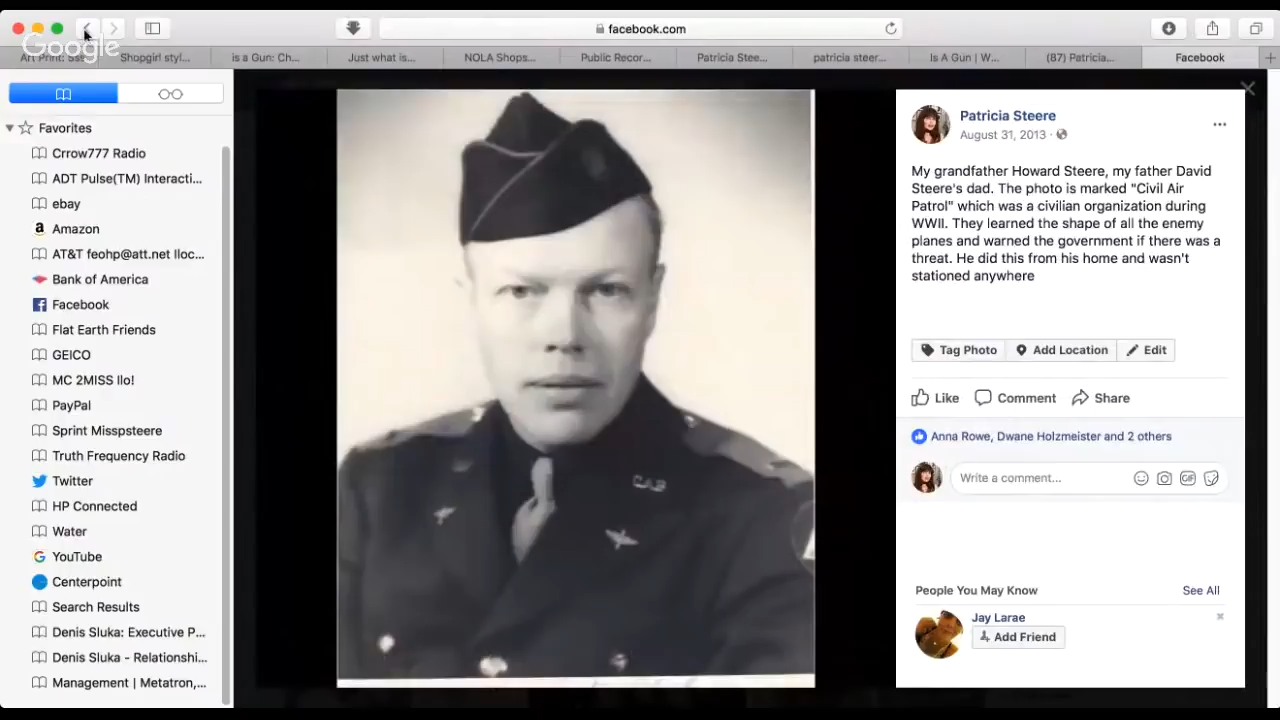 facebook.com
Google
Shopgirl styl...
is a Gun: Ch...
Just what is...
NOLA Shops...
Public Recor...
Patricia Stee...
patricia steer...
Is A Gun | W...
(87) Patricia...
Facebook
Favorites
Crrow777 Radio
ADT Pulse(TM) Interacti...
ebay
Amazon
AT&T feohp@att.net lloc...
Bank of America
Facebook
Flat Earth Friends
GEICO
MC 2MISS llo!
PayPal
Sprint Misspsteere
Truth Frequency Radio
Twitter
HP Connected
Water
YouTube
Centerpoint
Search Results
Denis Sluka: Executive P...
Denis Sluka - Relationshi...
Management | Metatron,...
CAP
Patricia Steere
August 31, 2013
My grandfather Howard Steere, my father David
Steere's dad. The photo is marked "Civil Air
Patrol" which was a civilian organization during
WWII. They learned the shape of all the enemy
planes and warned the government if there was a
threat. He did this from his home and wasn't
stationed anywhere
Tag Photo Add Location Edit
Like Comment Share
Anna Rowe, Dwane Holzmeister and 2 others
Write a comment... GIF
People You May Know See All
Jay Larae
Add Friend